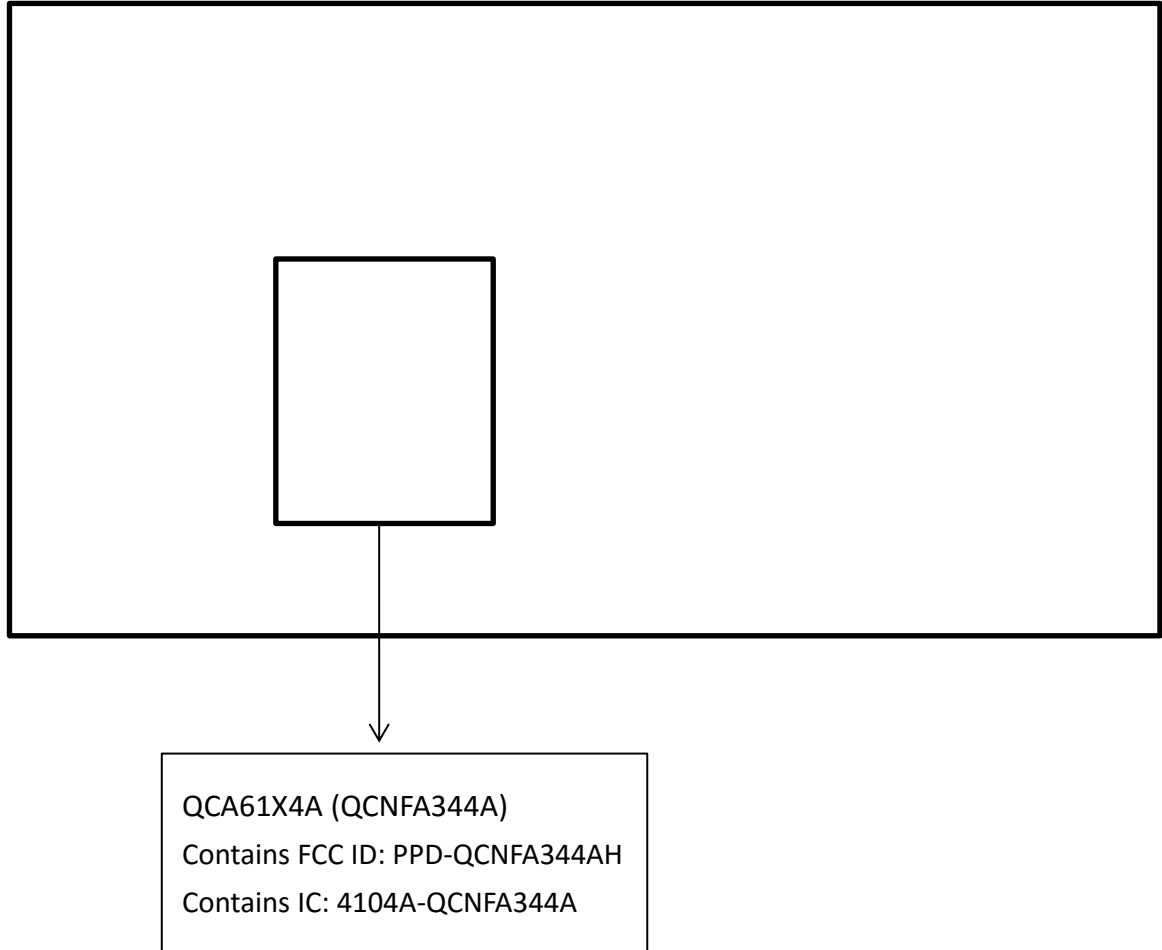 QCA61X4A (QCNFA344A)
Contains FCC ID: PPD-QCNFA344AH
Contains IC: 4104A-QCNFA344A